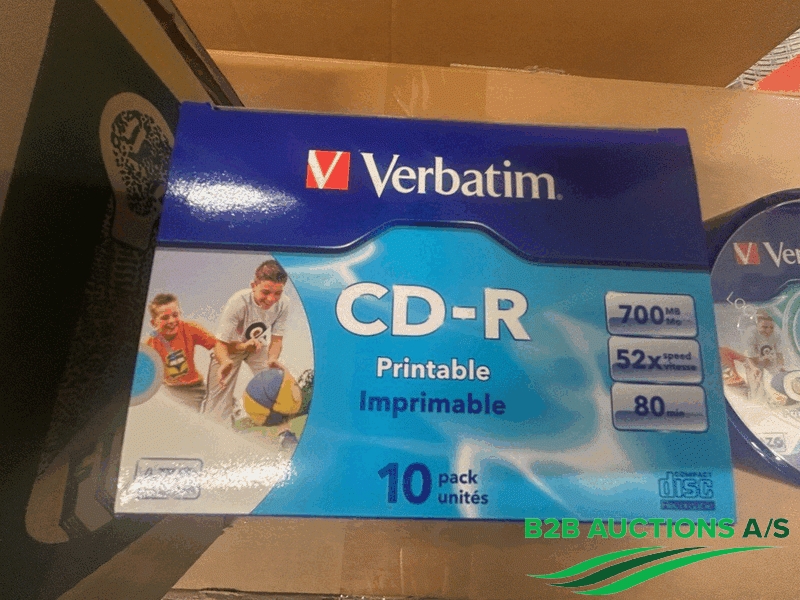 Verbatim
CD-R
Printable
Imprimable
10 pack
unités
700 MB
Mo
52x speed
vitesse
80 min
COMPACT
disc
Ver
B2B AUCTIONS A/S